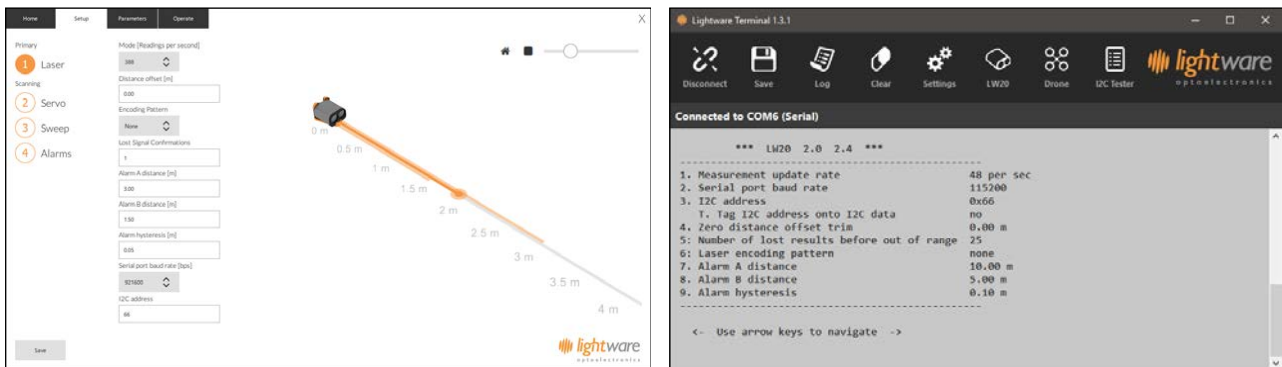 Home Setup Parameters Operate X
Primary
1 Laser
Scanning
2 Servo
3 Sweep
4 Alarms
Mode [Readings per second]
388
Distance offset [m]
0.00
Encoding Pattern
None
Lost Signal Confirmations
1
Alarm A distance [m]
3.00
Alarm B distance [m]
1.50
Alarm hysteresis [m]
0.05
Serial port baud rate [bps]
921600
I2C address
66
Save
0 m
0.5 m
1 m
1.5 m
2 m
2.5 m
3 m
3.5 m
4 m
lightware
optoelectronics
Lightware Terminal 1.3.1
Disconnect Save Log Clear Settings LW20 Drone I2C Tester
lightware
optoelectronics
Connected to COM6 (Serial)
*** LW20 2.0 2.4 ***
----------------------------------------------------
1. Measurement update rate 48 per sec
2. Serial port baud rate 115200
3. I2C address 0x66
T. Tag I2C address onto I2C data no
4. Zero distance offset trim 0.00 m
5: Number of lost results before out of range 25
6: Laser encoding pattern none
7. Alarm A distance 10.00 m
8. Alarm B distance 5.00 m
9. Alarm hysteresis 0.10 m
----------------------------------------------------
<- Use arrow keys to navigate ->